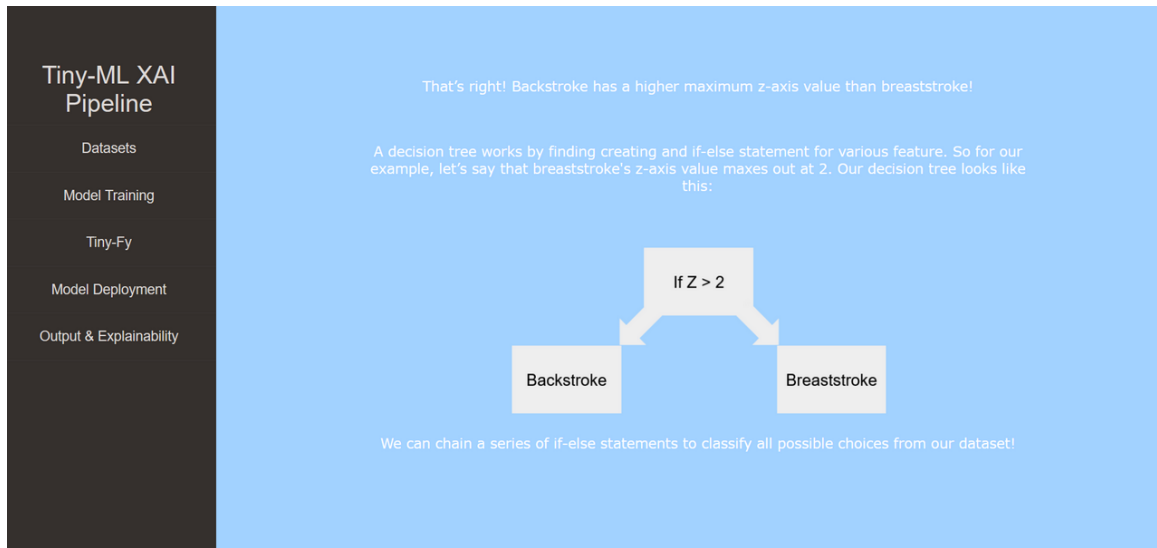 Tiny-ML XAI
Pipeline
Datasets
Model Training
Tiny-Fy
Model Deployment
Output & Explainability
That’s right! Backstroke has a higher maximum z-axis value than breaststroke!
A decision tree works by finding creating and if-else statement for various feature. So for our
example, let’s say that breaststroke's z-axis value maxes out at 2. Our decision tree looks like
this:
If Z > 2
Backstroke
Breaststroke
We can chain a series of if-else statements to classify all possible choices from our dataset!